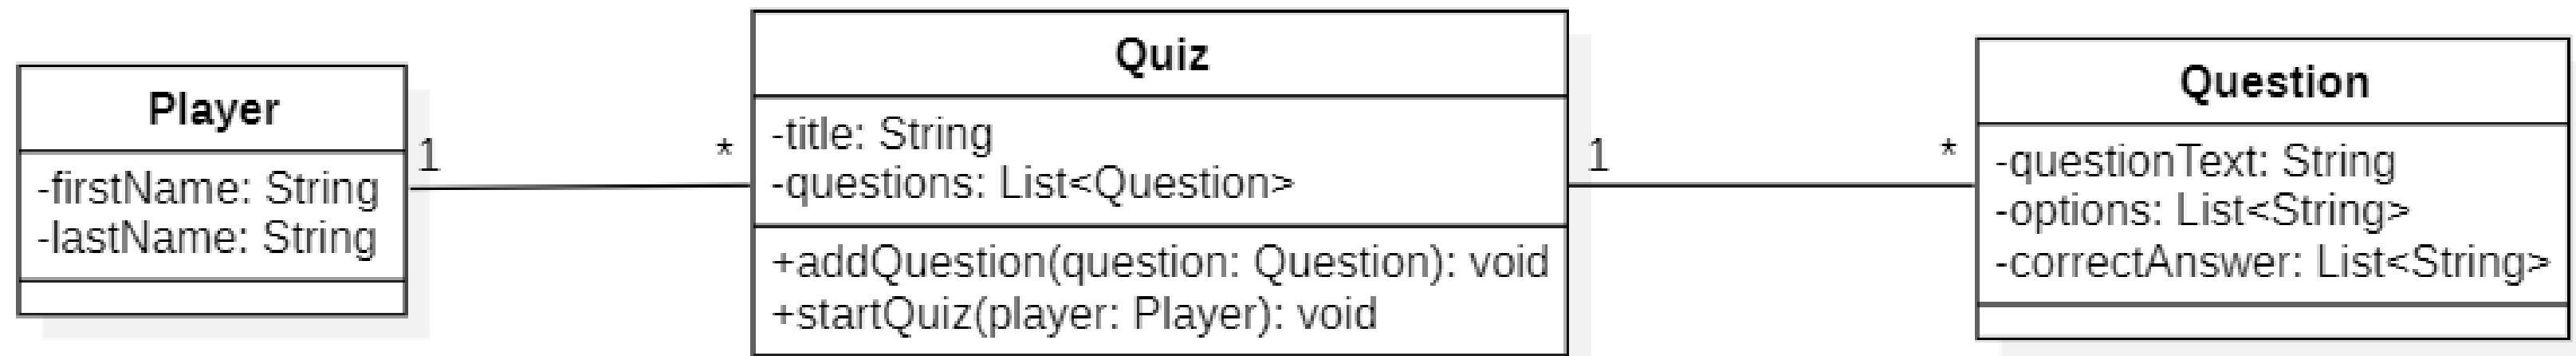 Player
-firstName: String
-lastName: String
1
*
Quiz
-title: String
-questions: List<Question>
+addQuestion(question: Question): void
+startQuiz(player: Player): void
1
*
Question
-questionText: String
-options: List<String>
-correctAnswer: List<String>